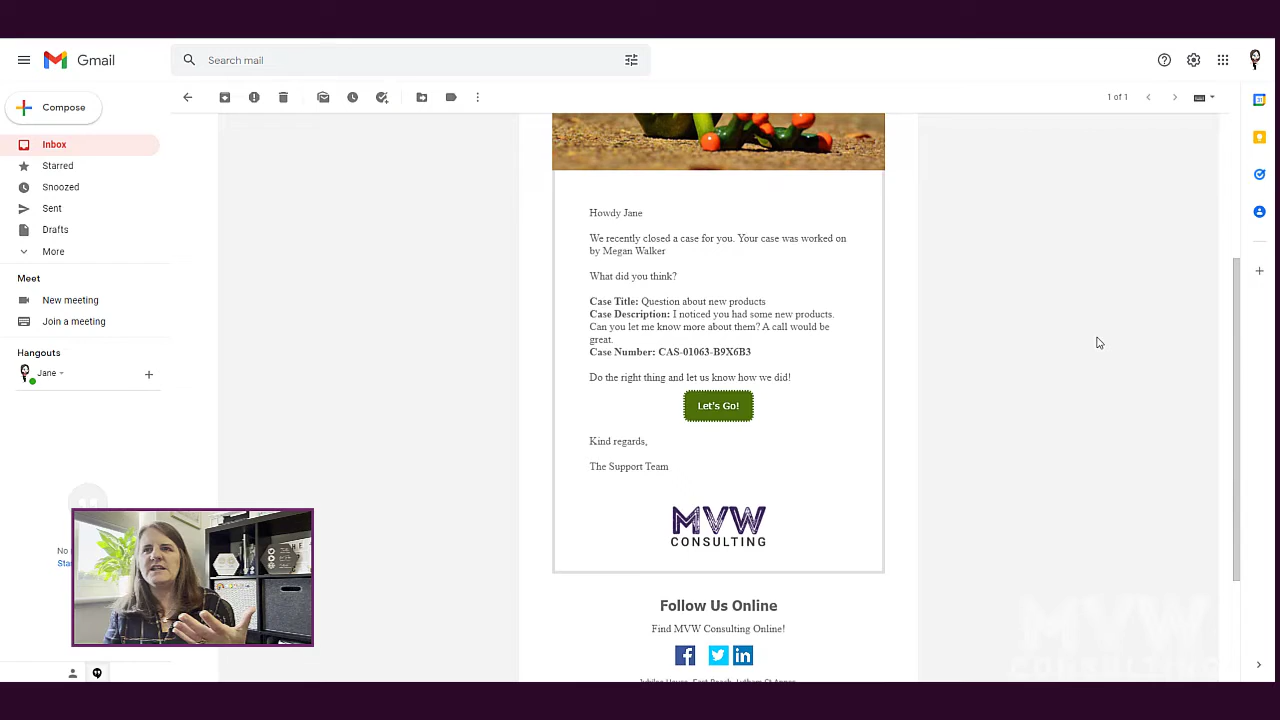 Gmail
Search mail
Compose
1 of 1
Inbox
Starred
Snoozed
Sent
Drafts
More
Meet
New meeting
Join a meeting
Hangouts
Jane
Howdy Jane
We recently closed a case for you. Your case was worked on
by Megan Walker
What did you think?
Case Title: Question about new products
Case Description: I noticed you had some new products.
Can you let me know more about them? A call would be
great.
Case Number: CAS-01063-B9X6B3
Do the right thing and let us know how we did!
Let's Go!
Kind regards,
The Support Team
MVW
CONSULTING
Follow Us Online
Find MVW Consulting Online!
MVW
CONSULTING